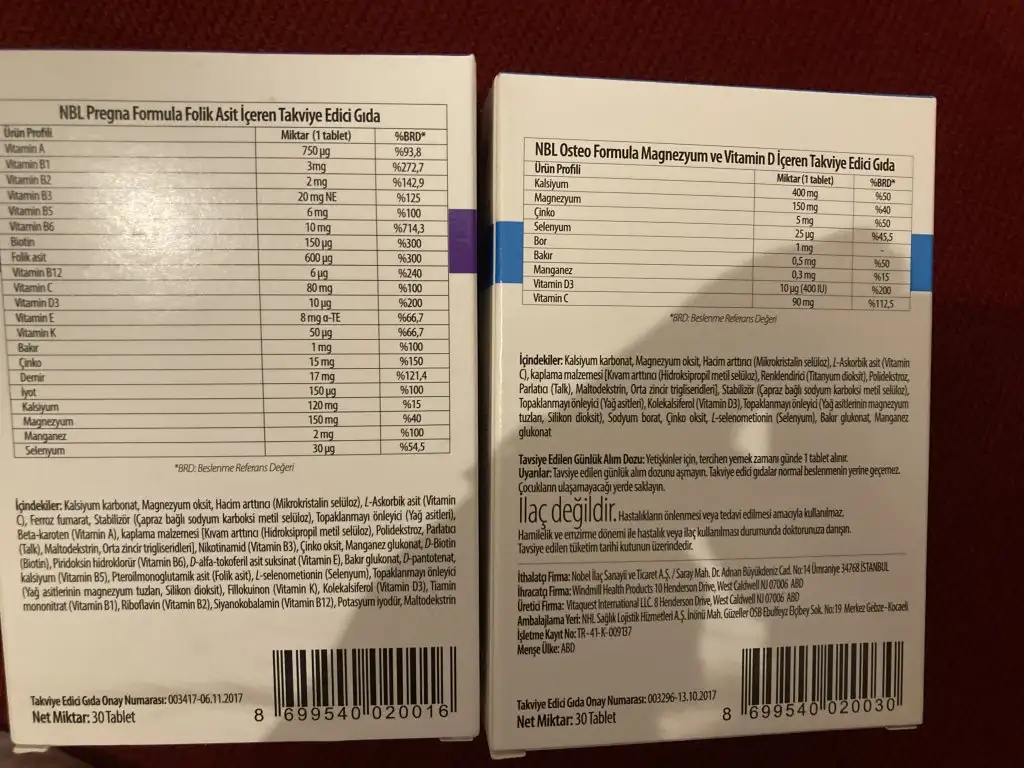 NBL Pregna Formula Folik Asit İçeren Takviye Edici Gıda
Ürün Profili Miktar (1 tablet) %BRD*
Vitamin A 750 µg %93,8
Vitamin B1 3mg %272,7
Vitamin B2 2 mg %142,9
Vitamin B3 20 mg NE %125
Vitamin B5 6 mg %100
Vitamin B6 10 mg %714,3
Biotin 150 µg %300
Folik asit 600 µg %300
Vitamin B12 6 µg %240
Vitamin C 80 mg %100
Vitamin D3 10 µg %200
Vitamin E 8 mg α-TE %66,7
Vitamin K 50 µg %66,7
Bakır 1 mg %100
Çinko 15 mg %150
Demir 17 mg %121,4
İyot 150 µg %100
Kalsiyum 120 mg %15
Magnezyum 150 mg %40
Manganez 2 mg %100
Selenyum 30 µg %54,5
*BRD: Beslenme Referans Değeri
İçindekiler: Kalsiyum karbonat, Magnezyum oksit, Hacim arttırıcı (Mikrokristalin selüloz), L-Askorbik asit (Vitamin
C), Ferroz fumarat, Stabilizör (Çapraz bağlı sodyum karboksi metil selüloz), Topaklanmayı önleyici (Yağ asitleri),
Beta-karoten (Vitamin A), kaplama malzemesi [Kıvam arttırıcı (Hidroksipropil metil selüloz), Polidekstroz, Parlatıcı
(Talk), Maltodekstrin, Orta zincir trigliseridleri], Nikotinamid (Vitamin B3), Çinko oksit, Manganez glukonat, D-Biotin
(Biotin), Piridoksin hidroklorür (Vitamin B6), D-alfa-tokoferil asit suksinat (Vitamin E), Bakır glukonat, D-pantotenat,
kalsiyum (Vitamin B5), Pteroilmonoglutamik asit (Folik asit), L-selenometionin (Selenyum), Topaklanmayı önleyici
(Yağ asitlerinin magnezyum tuzları, Silikon dioksit), Fillokuinon (Vitamin K), Kolekalsiferol (Vitamin D3), Tiamin
mononitrat (Vitamin B1), Riboflavin (Vitamin B2), Siyanokobalamin (Vitamin B12), Potasyum iyodür, Maltodekstrin
Takviye Edici Gıda Onay Numarası: 003417-06.11.2017
Net Miktar: 30 Tablet
8 699540 020016
NBL Osteo Formula Magnezyum ve Vitamin D İçeren Takviye Edici Gıda
Ürün Profili Miktar (1 tablet) %BRD*
Kalsiyum 400 mg %50
Magnezyum 150 mg %40
Çinko 5 mg %50
Selenyum 25 µg %45,5
Bor 1 mg -
Bakır 0,5 mg %50
Manganez 0,3 mg %15
Vitamin D3 10 µg (400 IU) %200
Vitamin C 90 mg %112,5
*BRD: Beslenme Referans Değeri
İçindekiler: Kalsiyum karbonat, Magnezyum oksit, Hacim arttırıcı (Mikrokristalin selüloz), L-Askorbik asit (Vitamin
C), kaplama malzemesi [Kıvam arttırıcı (Hidroksipropil metil selüloz), Renklendirici (Titanyum dioksit), Polidekstroz,
Parlatıcı (Talk), Maltodekstrin, Orta zincir trigliseridleri], Stabilizör (Çapraz bağlı sodyum karboksi metil selüloz),
Topaklanmayı önleyici (Yağ asitleri), Kolekalsiferol (Vitamin D3), Topaklanmayı önleyici (Yağ asitlerinin magnezyum
tuzları, Silikon dioksit), Sodyum borat, Çinko oksit, L-selenometionin (Selenyum), Bakır glukonat, Manganez
glukonat
Tavsiye Edilen Günlük Alım Dozu: Yetişkinler için, tercihen yemek zamanı günde 1 tablet alınır.
Uyarılar: Tavsiye edilen günlük alım dozunu aşmayın. Takviye edici gıdalar normal beslenmenin yerine geçemez.
Çocukların ulaşamayacağı yerde saklayın.
İlaç değildir. Hastalıkların önlenmesi veya tedavi edilmesi amacıyla kullanılmaz.
Hamilelik ve emzirme dönemi ile hastalık veya ilaç kullanılması durumunda doktorunuza danışın.
Tavsiye edilen tüketim tarihi kutunun üzerindedir.
İthalatçı Firma: Nobel İlaç Sanayii ve Ticaret A.Ş. / Saray Mah. Dr. Adnan Büyükdeniz Cad. No: 14 Ümraniye 34768 İSTANBUL
İhracatçı Firma: Windmill Health Products 10 Henderson Drive, West Caldwell NJ 07006 ABD
Üretici Firma: Vitaquest International LLC. 8 Henderson Drive, West Caldwell NJ 07006 ABD
Ambalajlama Yeri: NHL Sağlık Lojistik Hizmetleri A.Ş. İnönü Mah. Güzeller OSB Ebulfeyz Elçibey Sok. No:19 Merkez Gebze - Kocaeli
İşletme Kayıt No: TR-41-K-009137
Menşe Ülke: ABD
Takviye Edici Gıda Onay Numarası: 003296-13.10.2017
Net Miktar: 30 Tablet
8 699540 020030